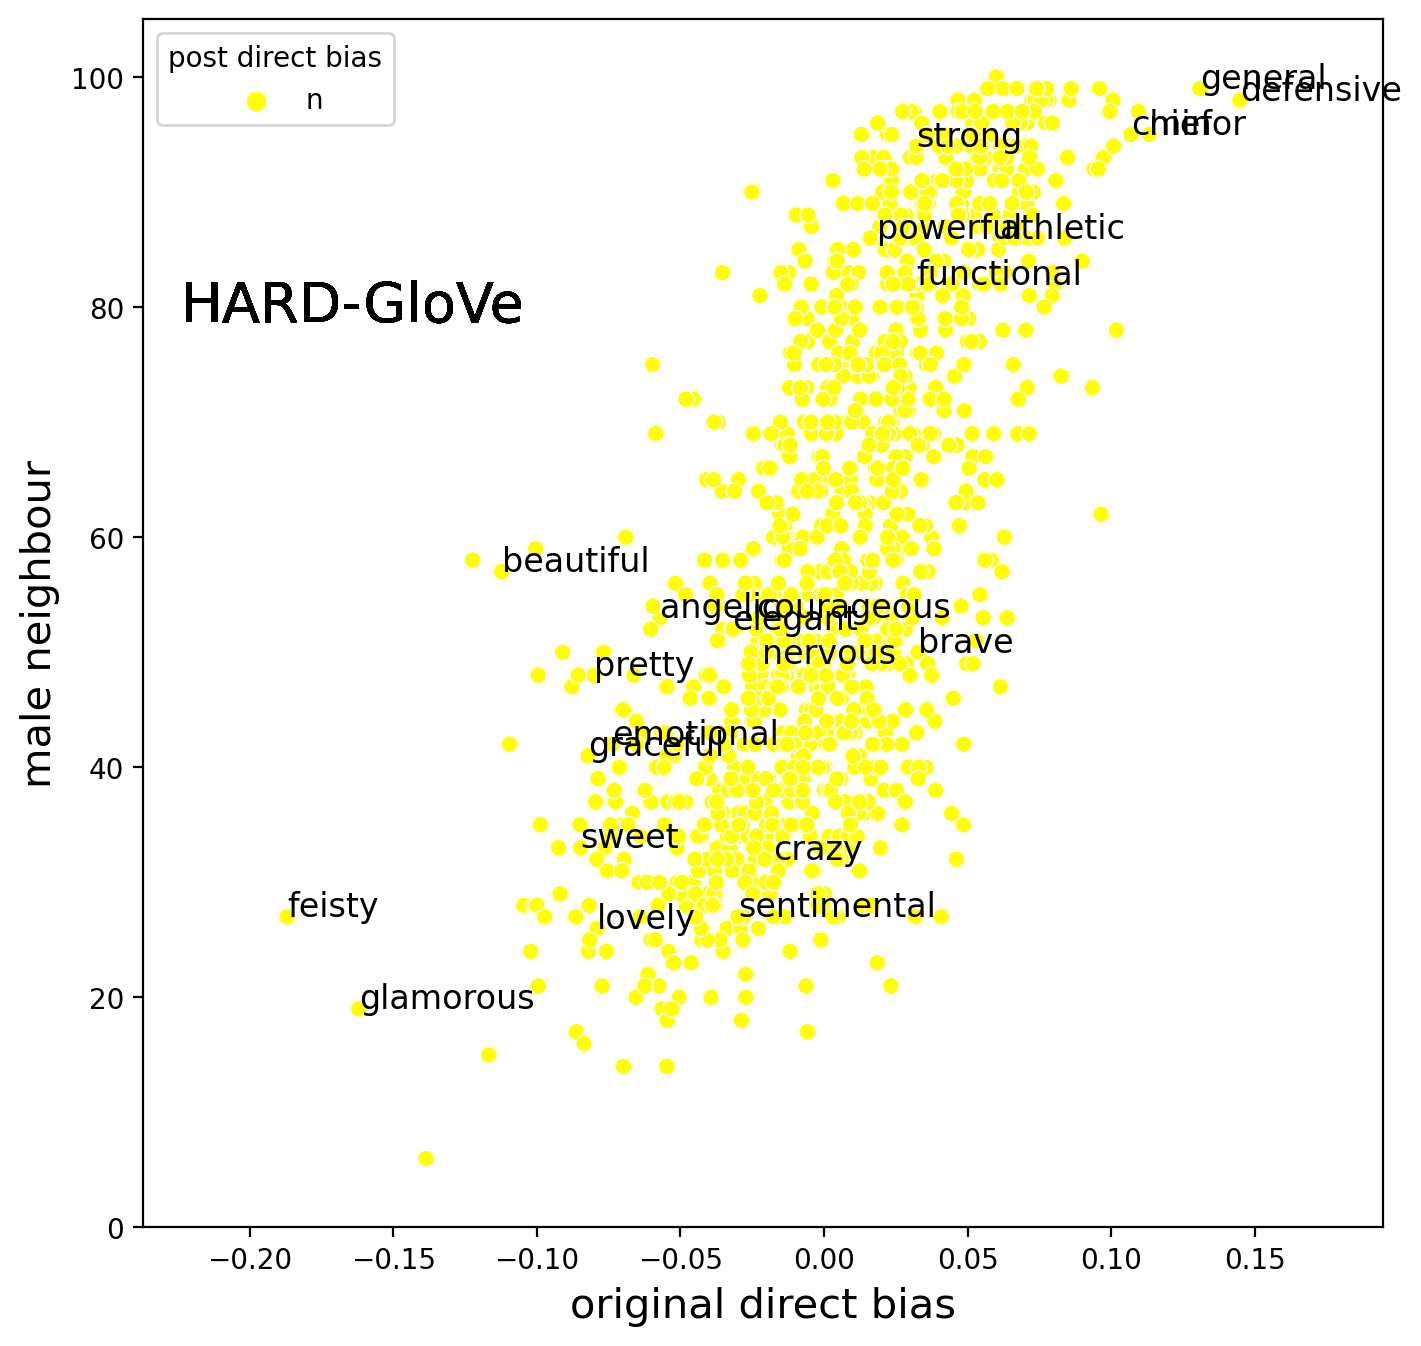 post direct bias
n
general
defensive
chief
minor
strong
powerful
athletic
functional
HARD-GloVe
beautiful
angelic
courageous
elegant
brave
nervous
pretty
emotional
graceful
sweet
crazy
feisty
sentimental
lovely
glamorous
male neighbour
100
80
60
40
20
0
−0.20
−0.15
−0.10
−0.05
0.00
0.05
0.10
0.15
original direct bias